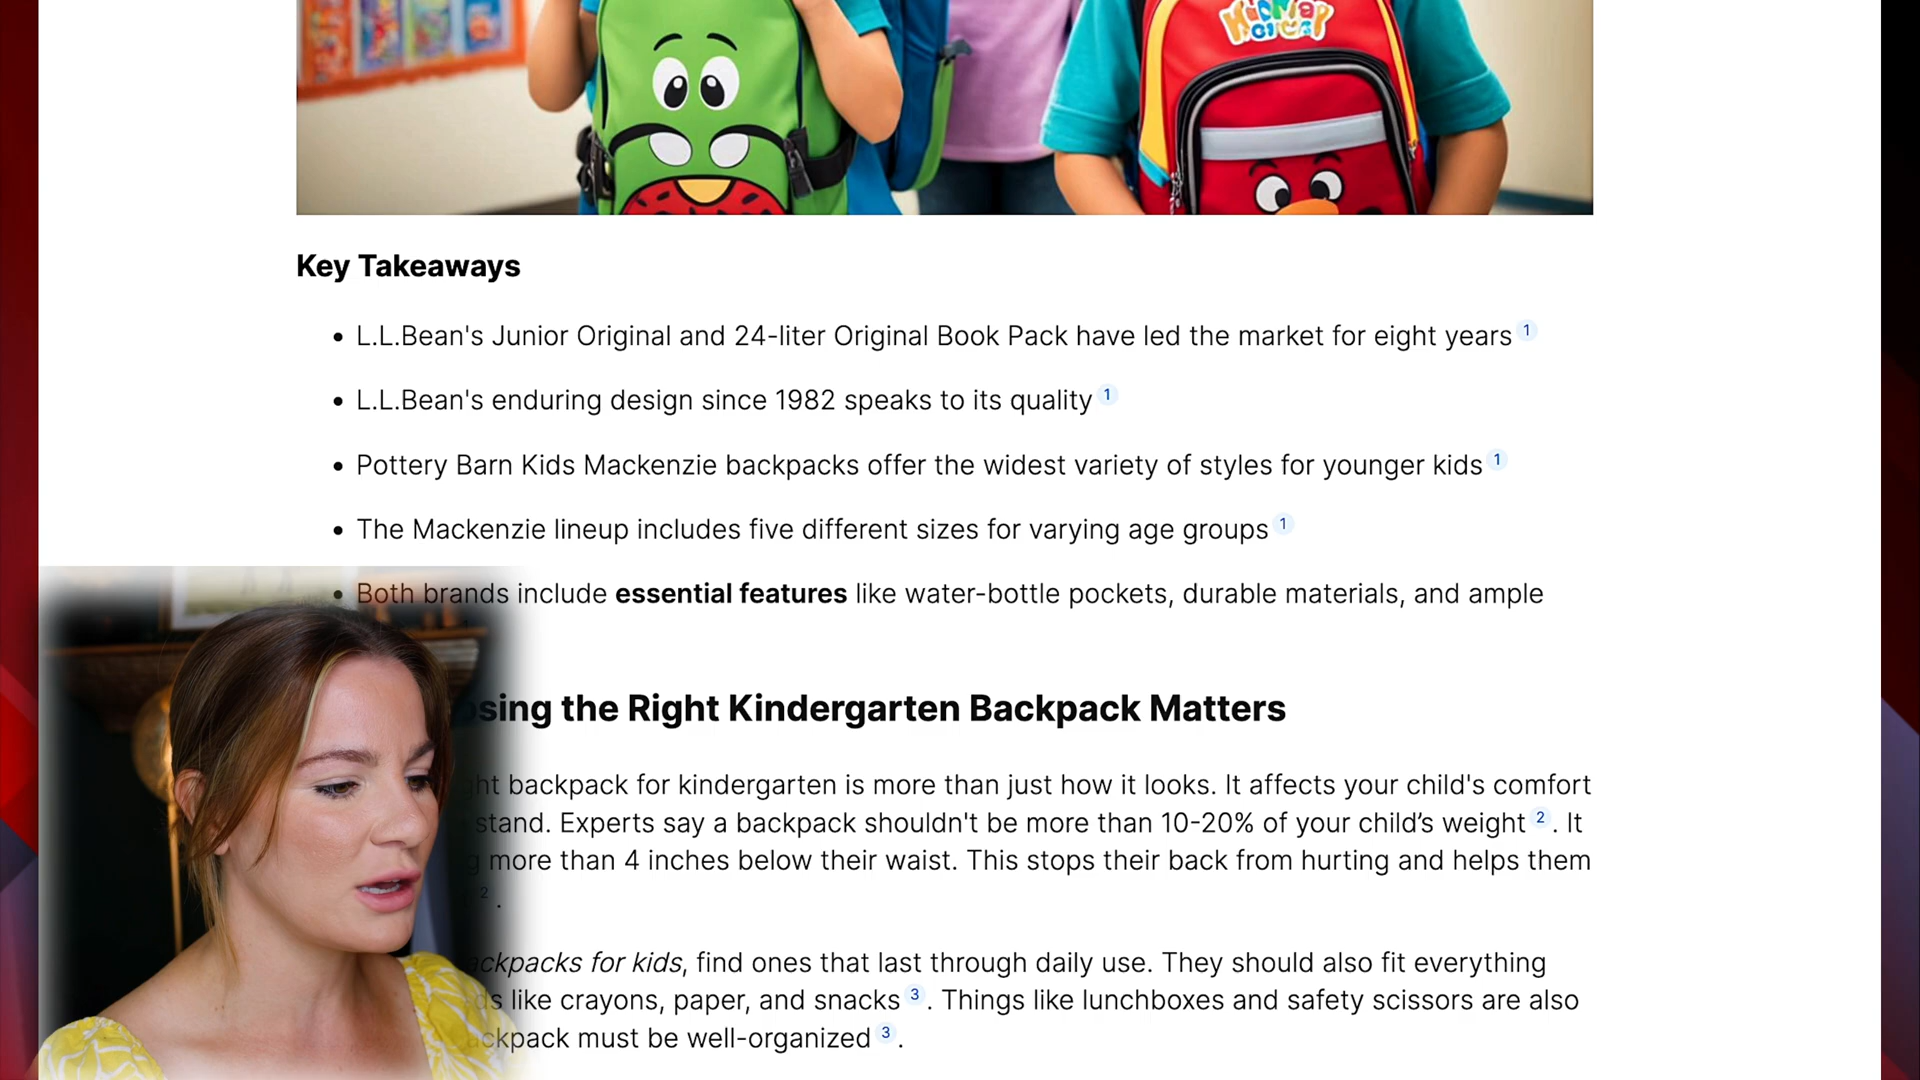 Key Takeaways
• L.L.Bean's Junior Original and 24-liter Original Book Pack have led the market for eight years 1
• L.L.Bean's enduring design since 1982 speaks to its quality 1
• Pottery Barn Kids Mackenzie backpacks offer the widest variety of styles for younger kids 1
• The Mackenzie lineup includes five different sizes for varying age groups 1
• Both brands include essential features like water-bottle pockets, durable materials, and ample
the Right Kindergarten Backpack Matters
backpack for kindergarten is more than just how it looks. It affects your child's comfort
stand. Experts say a backpack shouldn't be more than 10-20% of your child’s weight 2. It
more than 4 inches below their waist. This stops their back from hurting and helps them
2.
for kids, find ones that last through daily use. They should also fit everything
like crayons, paper, and snacks 3. Things like lunchboxes and safety scissors are also
must be well-organized 3.